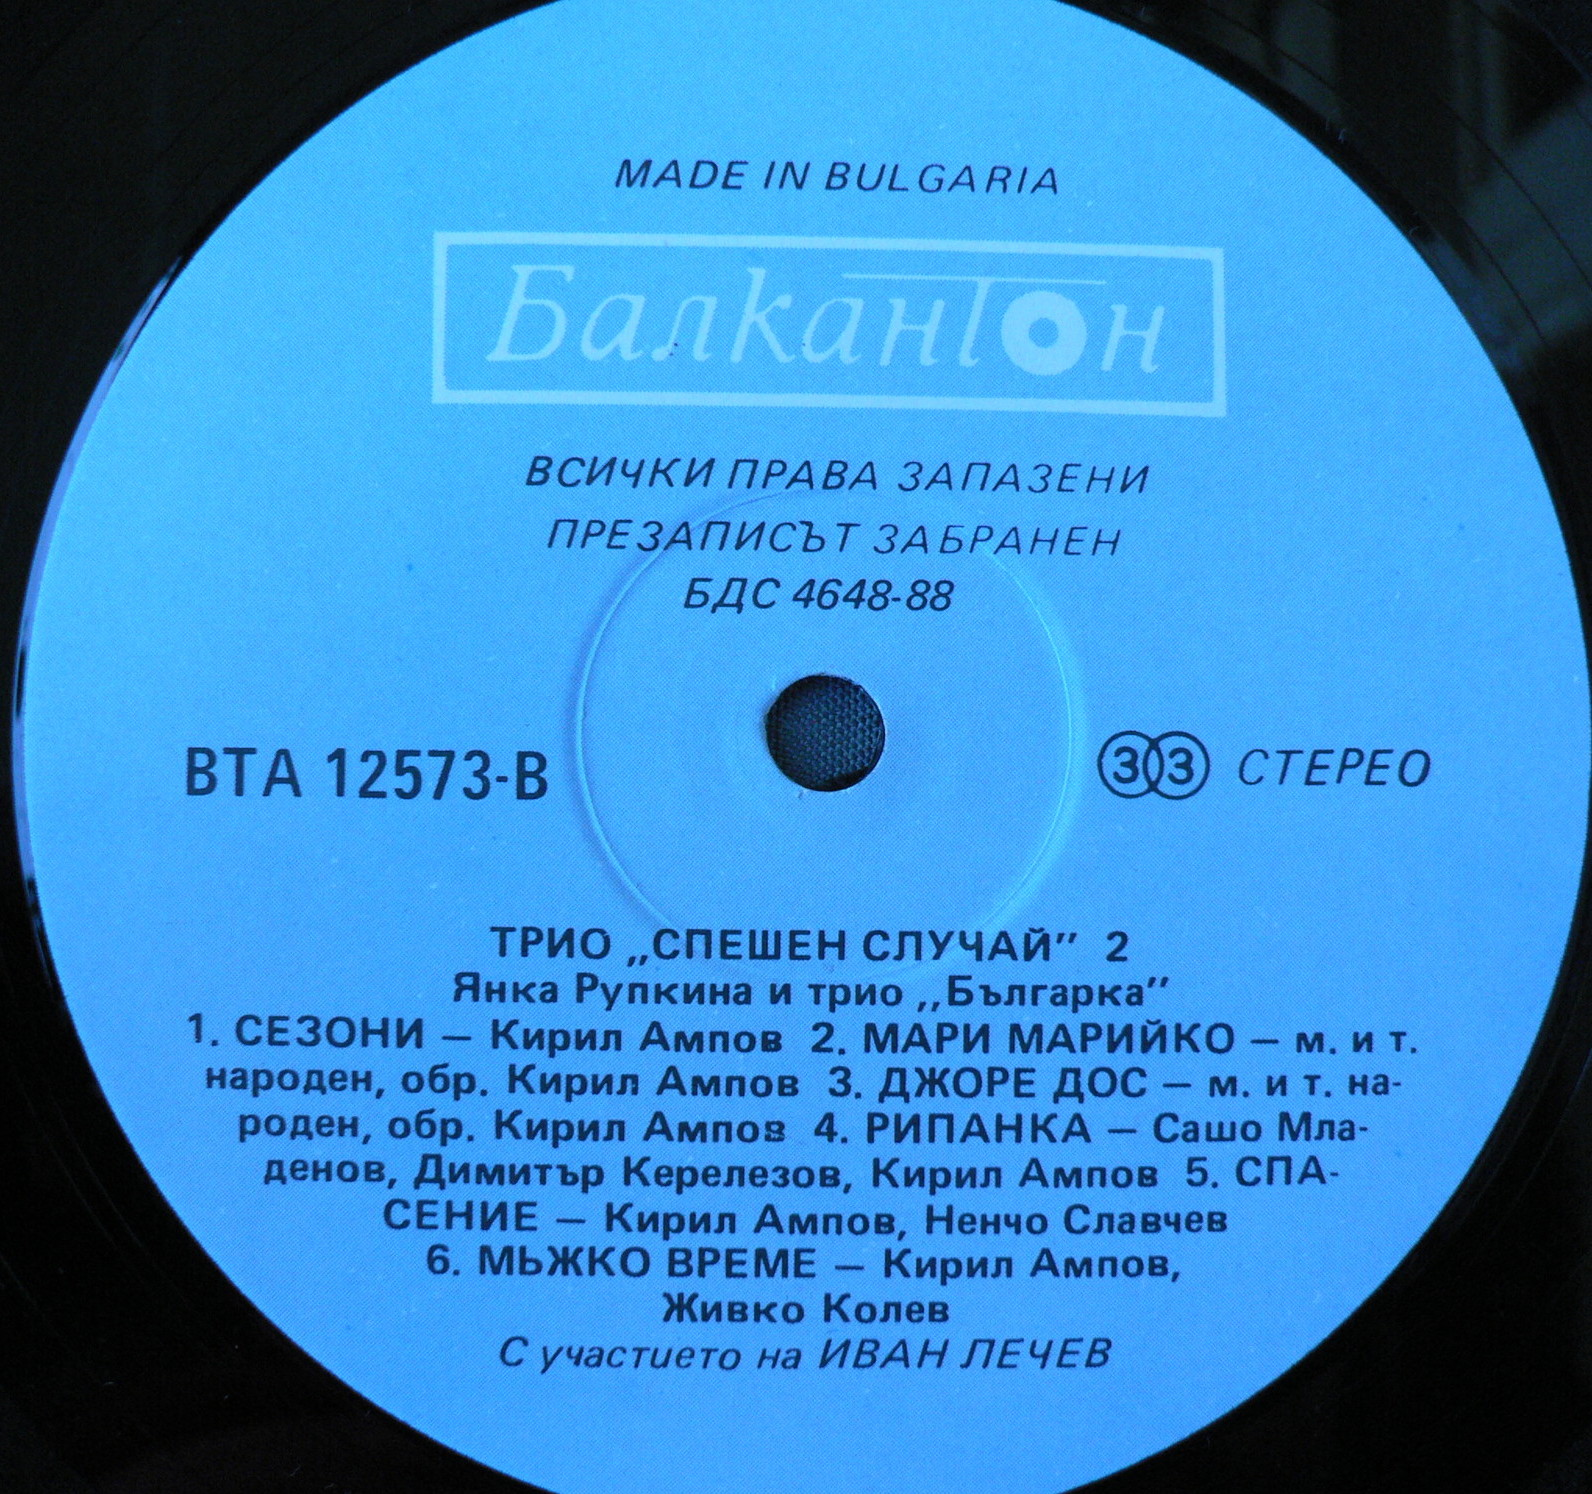 MADE IN BULGARIA
Балкантон
ВСИЧКИ ПРАВА ЗАПАЗЕНИ
ПРЕЗАПИСЪТ ЗАБРАНЕН
БДС 4648-88
ВТА 12573-В
33 СТЕРЕО
ТРИО „СПЕШЕН СЛУЧАЙ” 2
Янка Рупкина и трио „Българка”
1. СЕЗОНИ — Кирил Ампов 2. МАРИ МАРИЙКО — м. и т.
народен, обр. Кирил Ампов 3. ДЖОРЕ ДОС — м. и т. на-
роден, обр. Кирил Ампов 4. РИПАНКА — Сашо Мла-
денов, Димитър Керелезов, Кирил Ампов 5. СПА-
СЕНИЕ — Кирил Ампов, Ненчо Славчев
6. МЬЖКО ВРЕМЕ — Кирил Ампов,
Живко Колев
С участието на ИВАН ЛЕЧЕВ